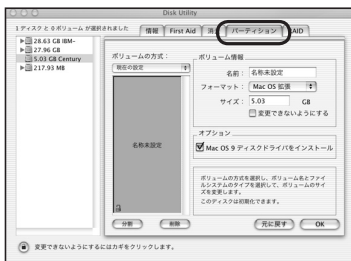 Disk Utility
1 ディスク と 0 ボリューム が選択されました
情報 First Aid 消去 パーティション RAID
28.63 GB IBM-
27.96 GB
5.03 GB Century
217.93 MB
ボリュームの方式:
現在の設定
名称未設定
分割 削除
ボリューム情報
名前: 名称未設定
フォーマット: Mac OS 拡張
サイズ: 5.03 GB
変更できないようにする
オプション
Mac OS 9 ディスクドライバをインストール
ボリュームの方式を選択し、ボリューム名とファイ
ルシステムのタイプを選択して、ボリュームのサイ
ズを変更します。
このディスクは初期化できます。
元に戻す OK
変更できないようにするにはカギをクリックします。